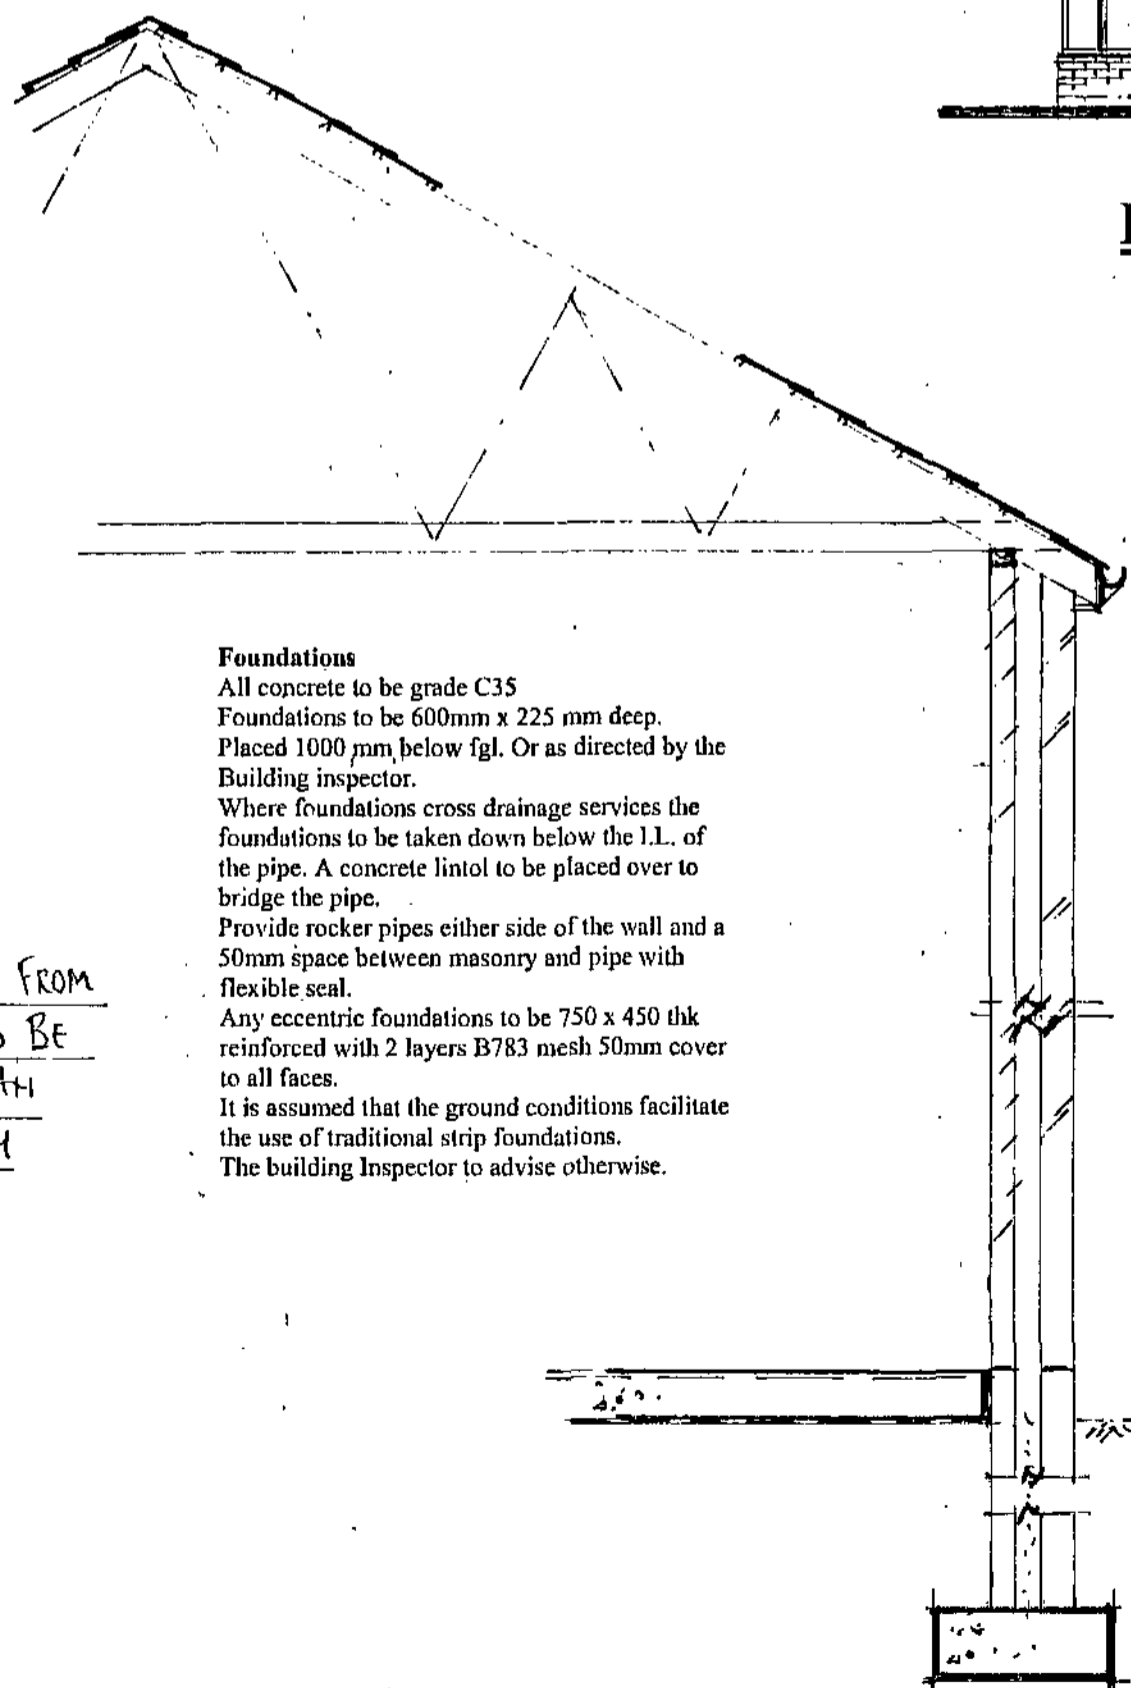 Foundations
All concrete to be grade C35
Foundations to be 600mm x 225 mm deep.
Placed 1000 mm below fgl. Or as directed by the
Building inspector.
Where foundations cross drainage services the
foundations to be taken down below the I.L. of
the pipe. A concrete lintol to be placed over to
bridge the pipe.
Provide rocker pipes either side of the wall and a
50mm space between masonry and pipe with
flexible seal.
Any eccentric foundations to be 750 x 450 thk
reinforced with 2 layers B783 mesh 50mm cover
to all faces.
It is assumed that the ground conditions facilitate
the use of traditional strip foundations.
The building Inspector to advise otherwise.
FROM
BE